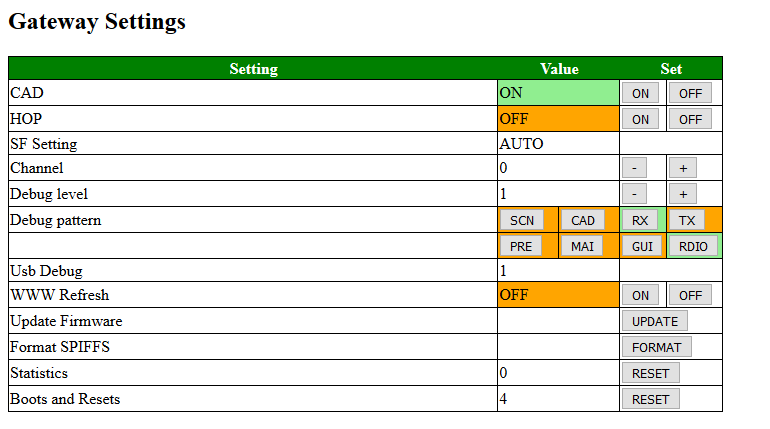 Gateway Settings
Setting Value Set
CAD ON ON OFF
HOP OFF ON OFF
SF Setting AUTO
Channel 0 - +
Debug level 1 - +
Debug pattern SCN CAD RX TX
PRE MAI GUI RDIO
Usb Debug 1
WWW Refresh OFF ON OFF
Update Firmware UPDATE
Format SPIFFS FORMAT
Statistics 0 RESET
Boots and Resets 4 RESET